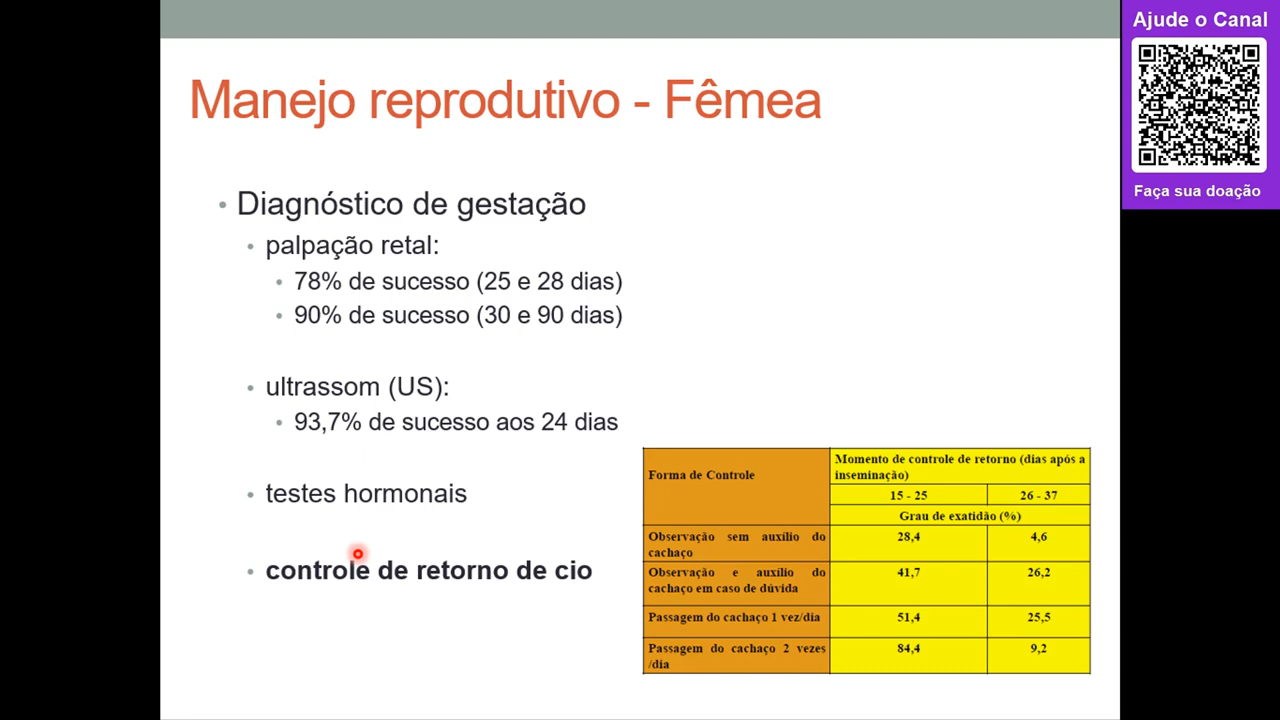 Ajude o Canal
Faça sua doação
Manejo reprodutivo - Fêmea
• Diagnóstico de gestação
• palpação retal:
• 78% de sucesso (25 e 28 dias)
• 90% de sucesso (30 e 90 dias)
• ultrassom (US):
• 93,7% de sucesso aos 24 dias
• testes hormonais
• controle de retorno de cio
Forma de Controle
Momento de controle de retorno (dias após a
inseminação)
15 - 25 26 - 37
Grau de exatidão (%)
Observação sem auxílio do
cachaço
28,4 4,6
Observação e auxílio do
cachaço em caso de dúvida
41,7 26,2
Passagem do cachaço 1 vez/dia 51,4 25,5
Passagem do cachaço 2 vezes
/dia
84,4 9,2